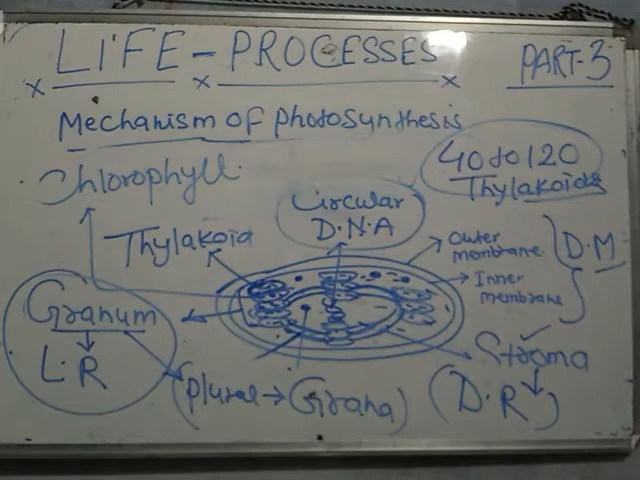 LIFE - PROCESSES
PART-3
Mechanism of photosynthesis
40 to 120
Thylakoids
Chlorophyll
Circular
D.N.A
Thylakoid
Outer
membrane
D.M
Inner
membrane
Granum
L.R
Stroma
(Plural → Grana)
(D.R)